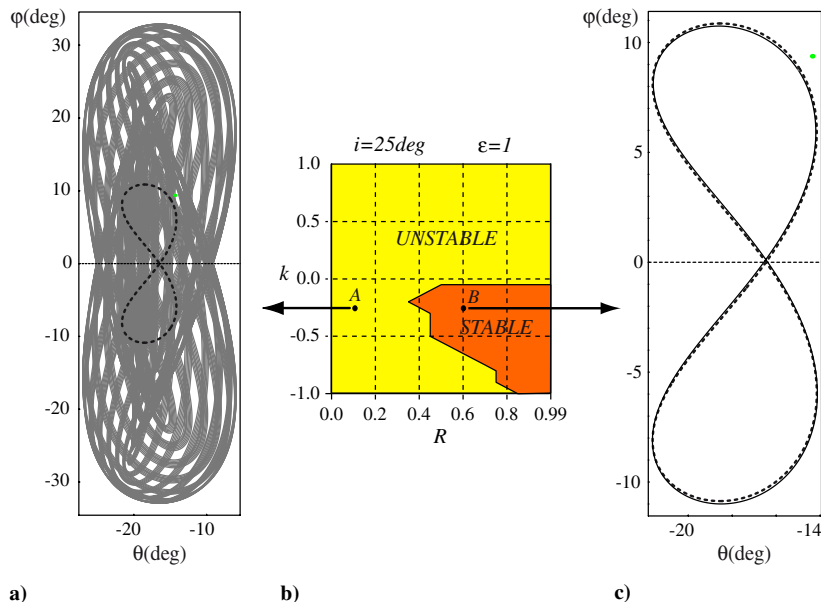 φ(deg)
30
20
10
0
-10
-20
-30
-20
-10
θ(deg)
a)
i=25deg
ε=1
1.0
0.5
0.0
-0.5
-1.0
k
UNSTABLE
A
B
STABLE
0.0
0.2
0.4
0.6
0.8
0.99
R
b)
φ(deg)
10
5
0
-5
-10
-20
-14
θ(deg)
c)